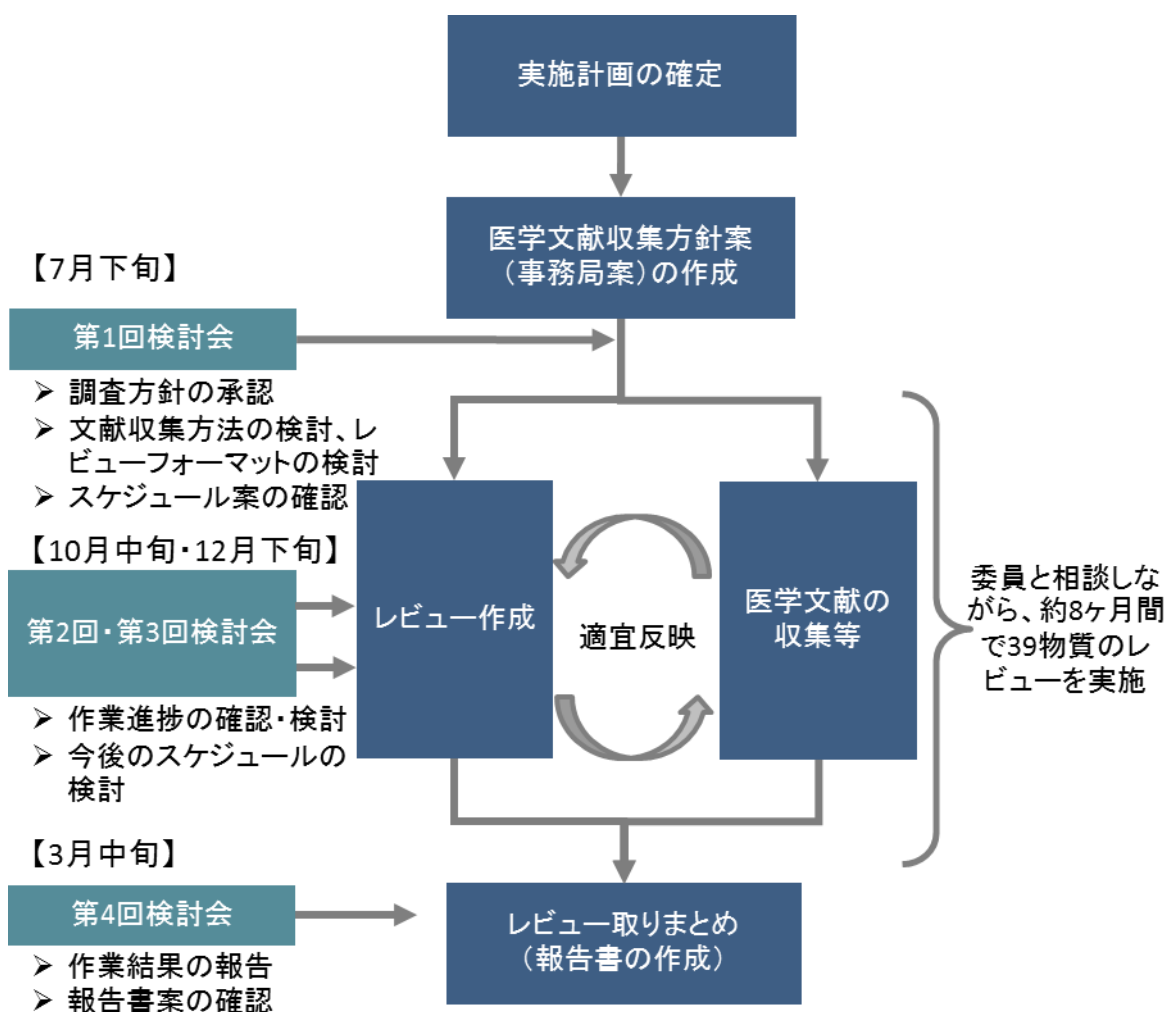 実施計画の確定
医学文献収集方針案
（事務局案）の作成
【7月下旬】
第1回検討会
➢ 調査方針の承認
➢ 文献収集方法の検討、レ
ビューフォーマットの検討
➢ スケジュール案の確認
【10月中旬・12月下旬】
第2回・第3回検討会
➢ 作業進捗の確認・検討
➢ 今後のスケジュールの
検討
レビュー作成
適宜反映
医学文献の
収集等
委員と相談しな
がら、約8ヶ月間
で39物質のレ
ビューを実施
【3月中旬】
第4回検討会
➢ 作業結果の報告
➢ 報告書案の確認
レビュー取りまとめ
（報告書の作成）